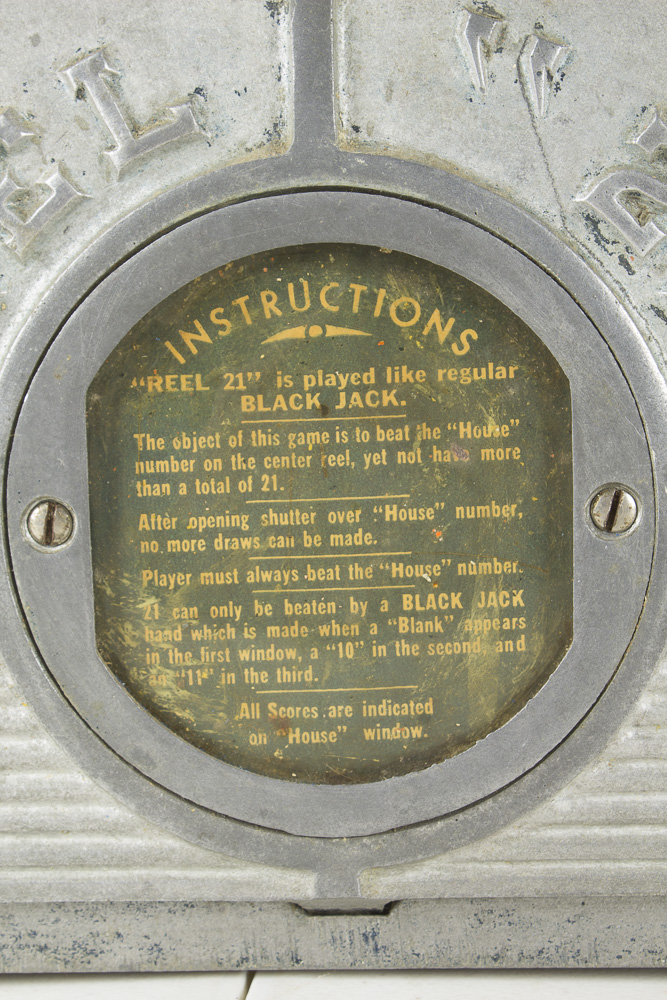 EL "
INSTRUCTIONS
"REEL 21" is played like regular
BLACK JACK.
The object of this game is to beat the "House"
number on the center reel, yet not have more
than a total of 21.
After opening shutter over "House" number,
no more draws can be made.
Player must always beat the "House" number.
21 can only be beaten by a BLACK JACK
hand which is made when a "Blank" appears
in the first window, a "10" in the second, and
an "11" in the third.
All Scores are indicated
on "House" window.